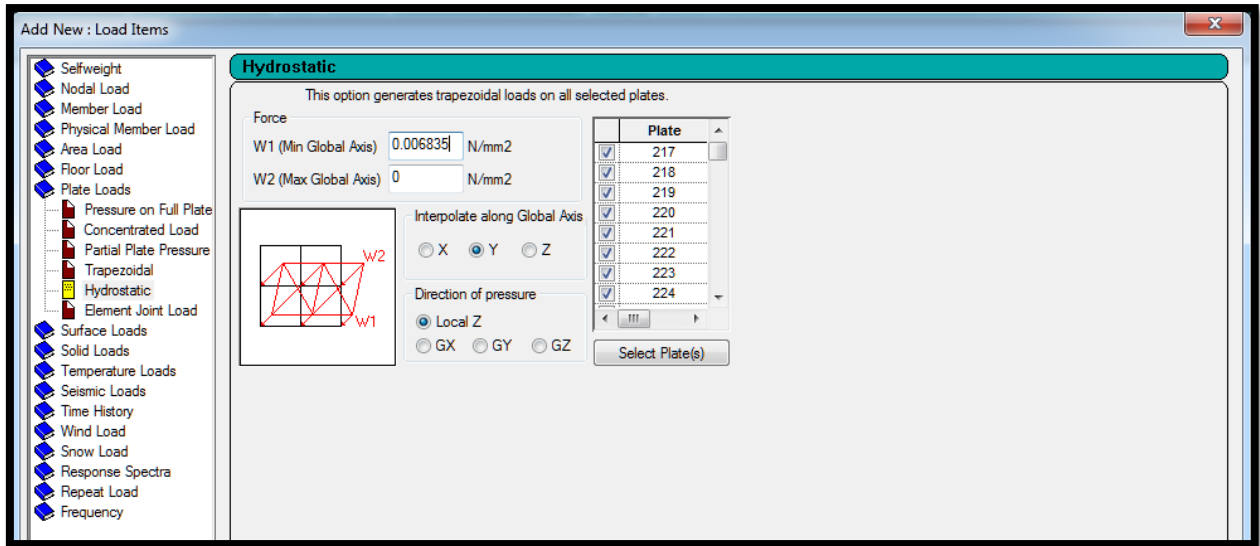 Add New : Load Items
Selfweight
Nodal Load
Member Load
Physical Member Load
Area Load
Floor Load
Plate Loads
Pressure on Full Plate
Concentrated Load
Partial Plate Pressure
Trapezoidal
Hydrostatic
Element Joint Load
Surface Loads
Solid Loads
Temperature Loads
Seismic Loads
Time History
Wind Load
Snow Load
Response Spectra
Repeat Load
Frequency
Hydrostatic
This option generates trapezoidal loads on all selected plates.
Force
W1 (Min Global Axis) 0.006835 N/mm2
W2 (Max Global Axis) 0 N/mm2
W2
W1
Interpolate along Global Axis
X Y Z
Direction of pressure
Local Z
GX GY GZ
Plate
217
218
219
220
221
222
223
224
Select Plate(s)